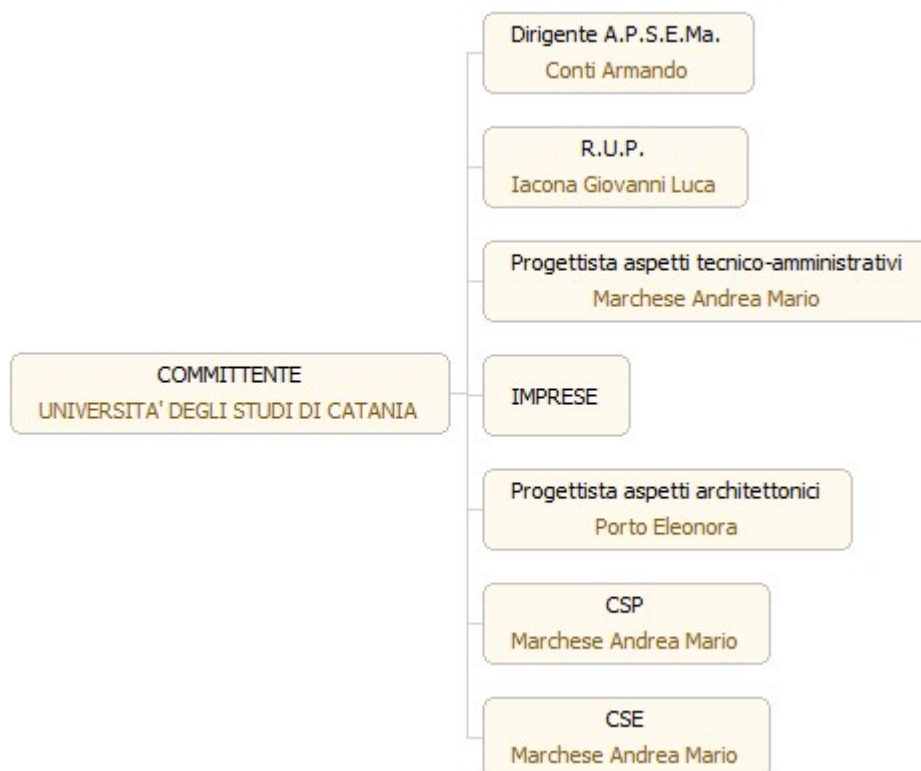 Dirigente A.P.S.E.Ma.
Conti Armando
R.U.P.
Iacona Giovanni Luca
Progettista aspetti tecnico-amministrativi
Marchese Andrea Mario
COMMITTENTE
UNIVERSITA' DEGLI STUDI DI CATANIA
IMPRESE
Progettista aspetti architettonici
Porto Eleonora
CSP
Marchese Andrea Mario
CSE
Marchese Andrea Mario